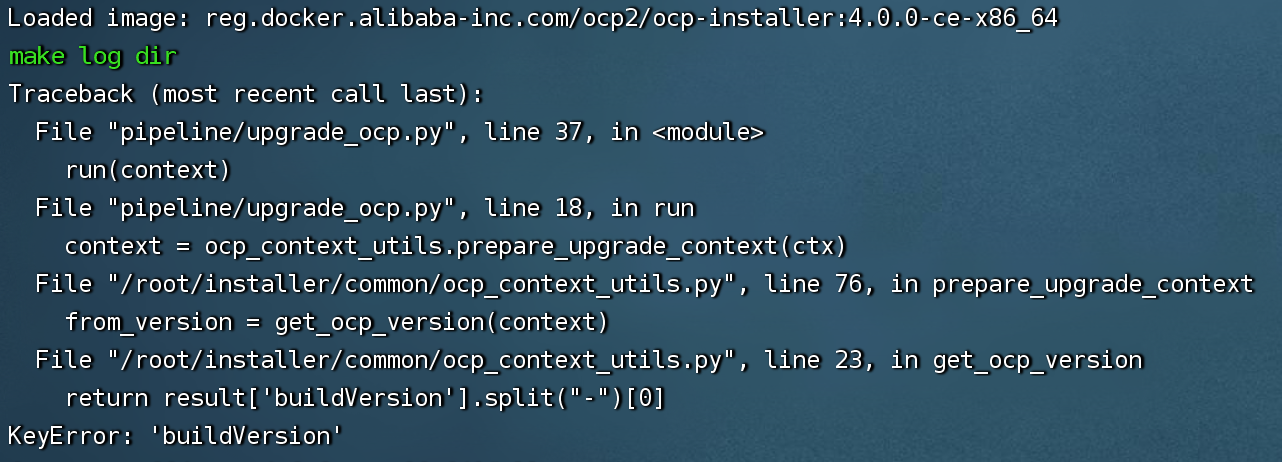 Loaded image: reg.docker.alibaba-inc.com/ocp2/ocp-installer:4.0.0-ce-x86_64
make log dir
Traceback (most recent call last):
  File "pipeline/upgrade_ocp.py", line 37, in <module>
    run(context)
  File "pipeline/upgrade_ocp.py", line 18, in run
    context = ocp_context_utils.prepare_upgrade_context(ctx)
  File "/root/installer/common/ocp_context_utils.py", line 76, in prepare_upgrade_context
    from_version = get_ocp_version(context)
  File "/root/installer/common/ocp_context_utils.py", line 23, in get_ocp_version
    return result['buildVersion'].split("-")[0]
KeyError: 'buildVersion'